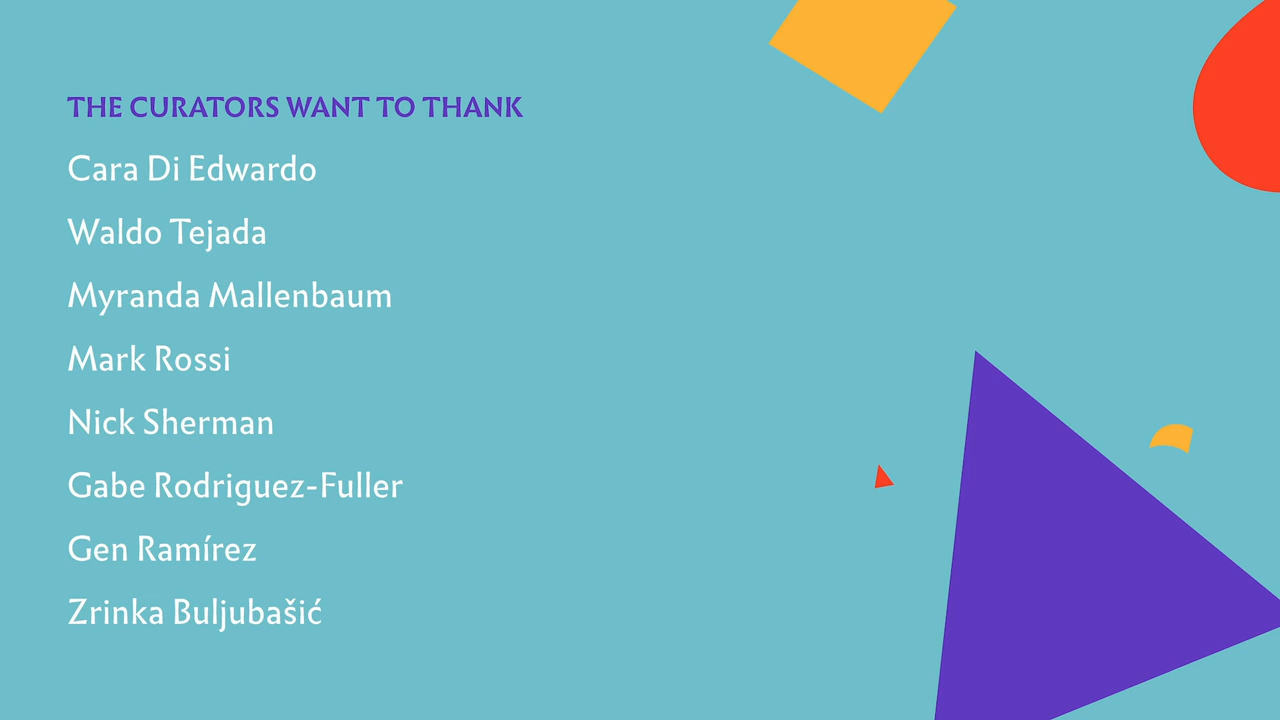 THE CURATORS WANT TO THANK
Cara Di Edwardo
Waldo Tejada
Myranda Mallenbaum
Mark Rossi
Nick Sherman
Gabe Rodriguez-Fuller
Gen Ramírez
Zrinka Buljubašić